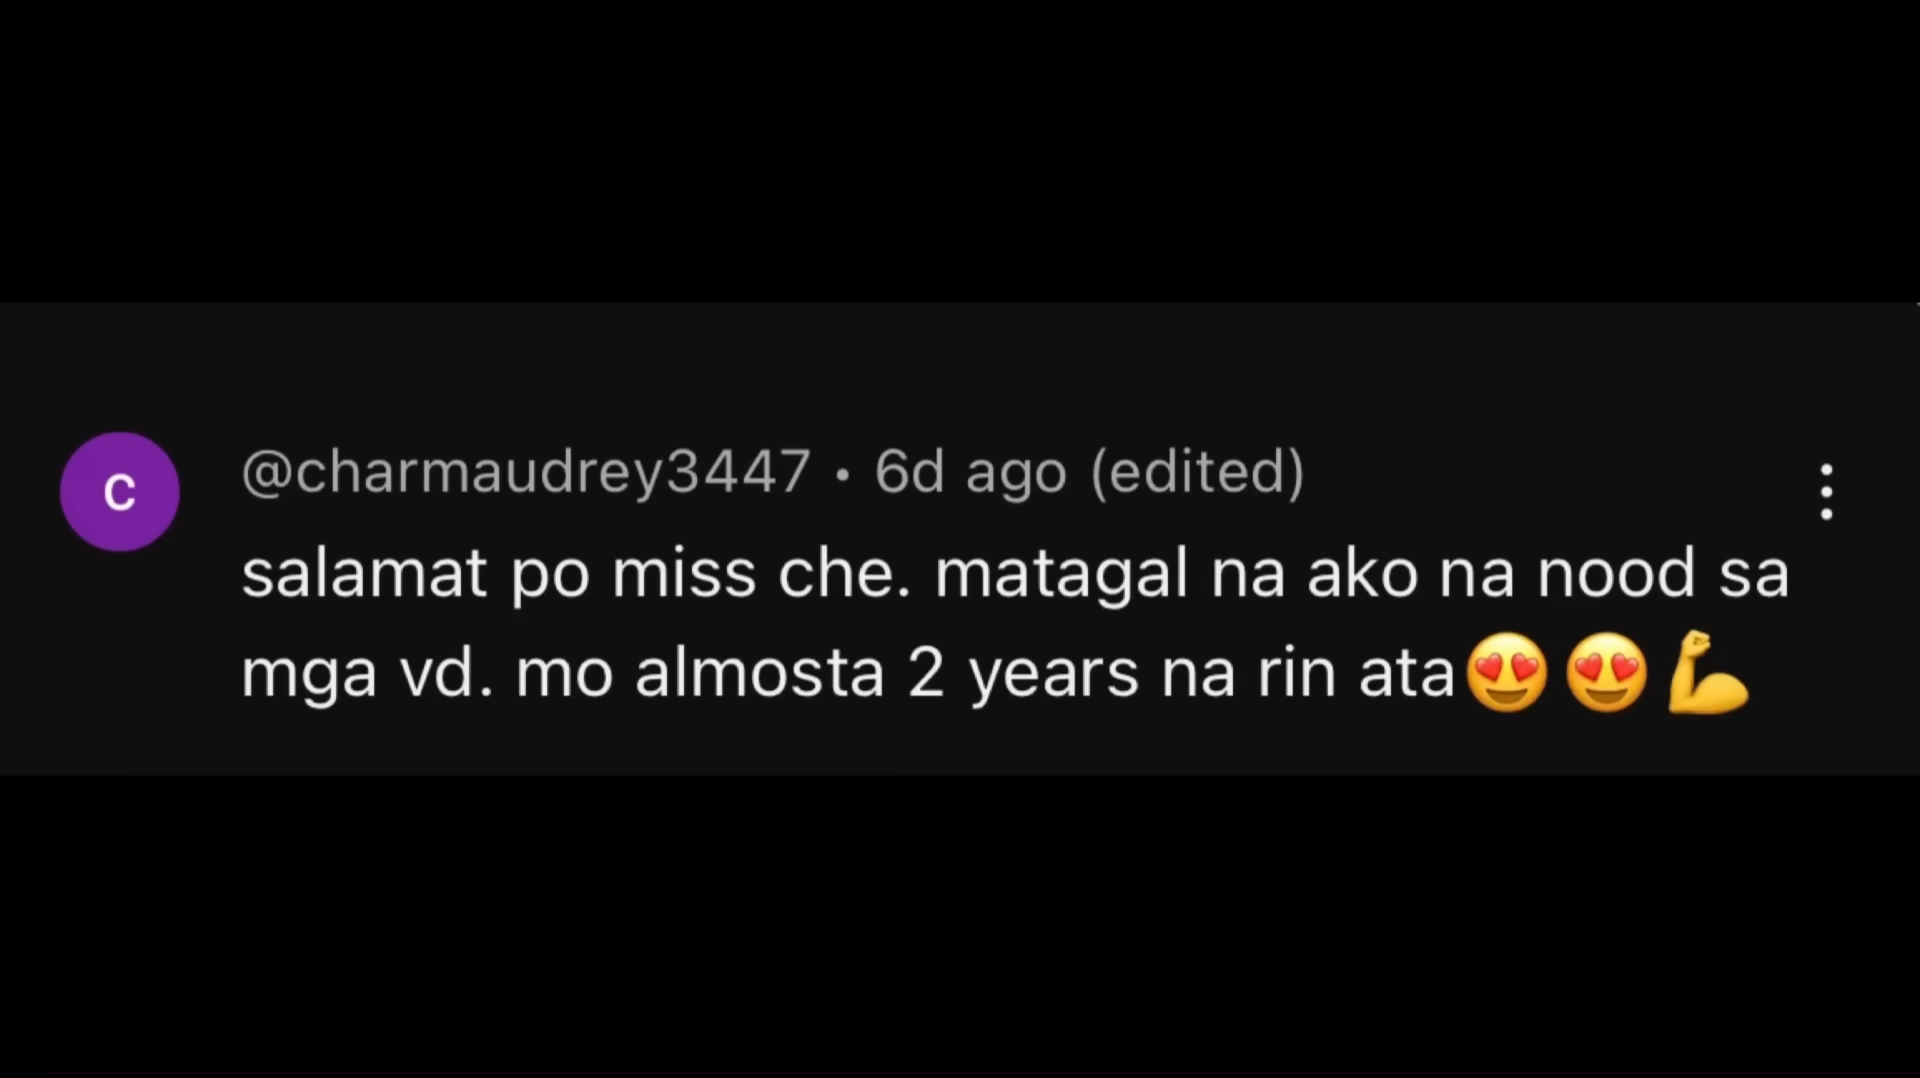 C
@charmaudrey3447 • 6d ago (edited)
salamat po miss che. matagal na ako na nood sa
mga vd. mo almosta 2 years na rin ata😍😍💪